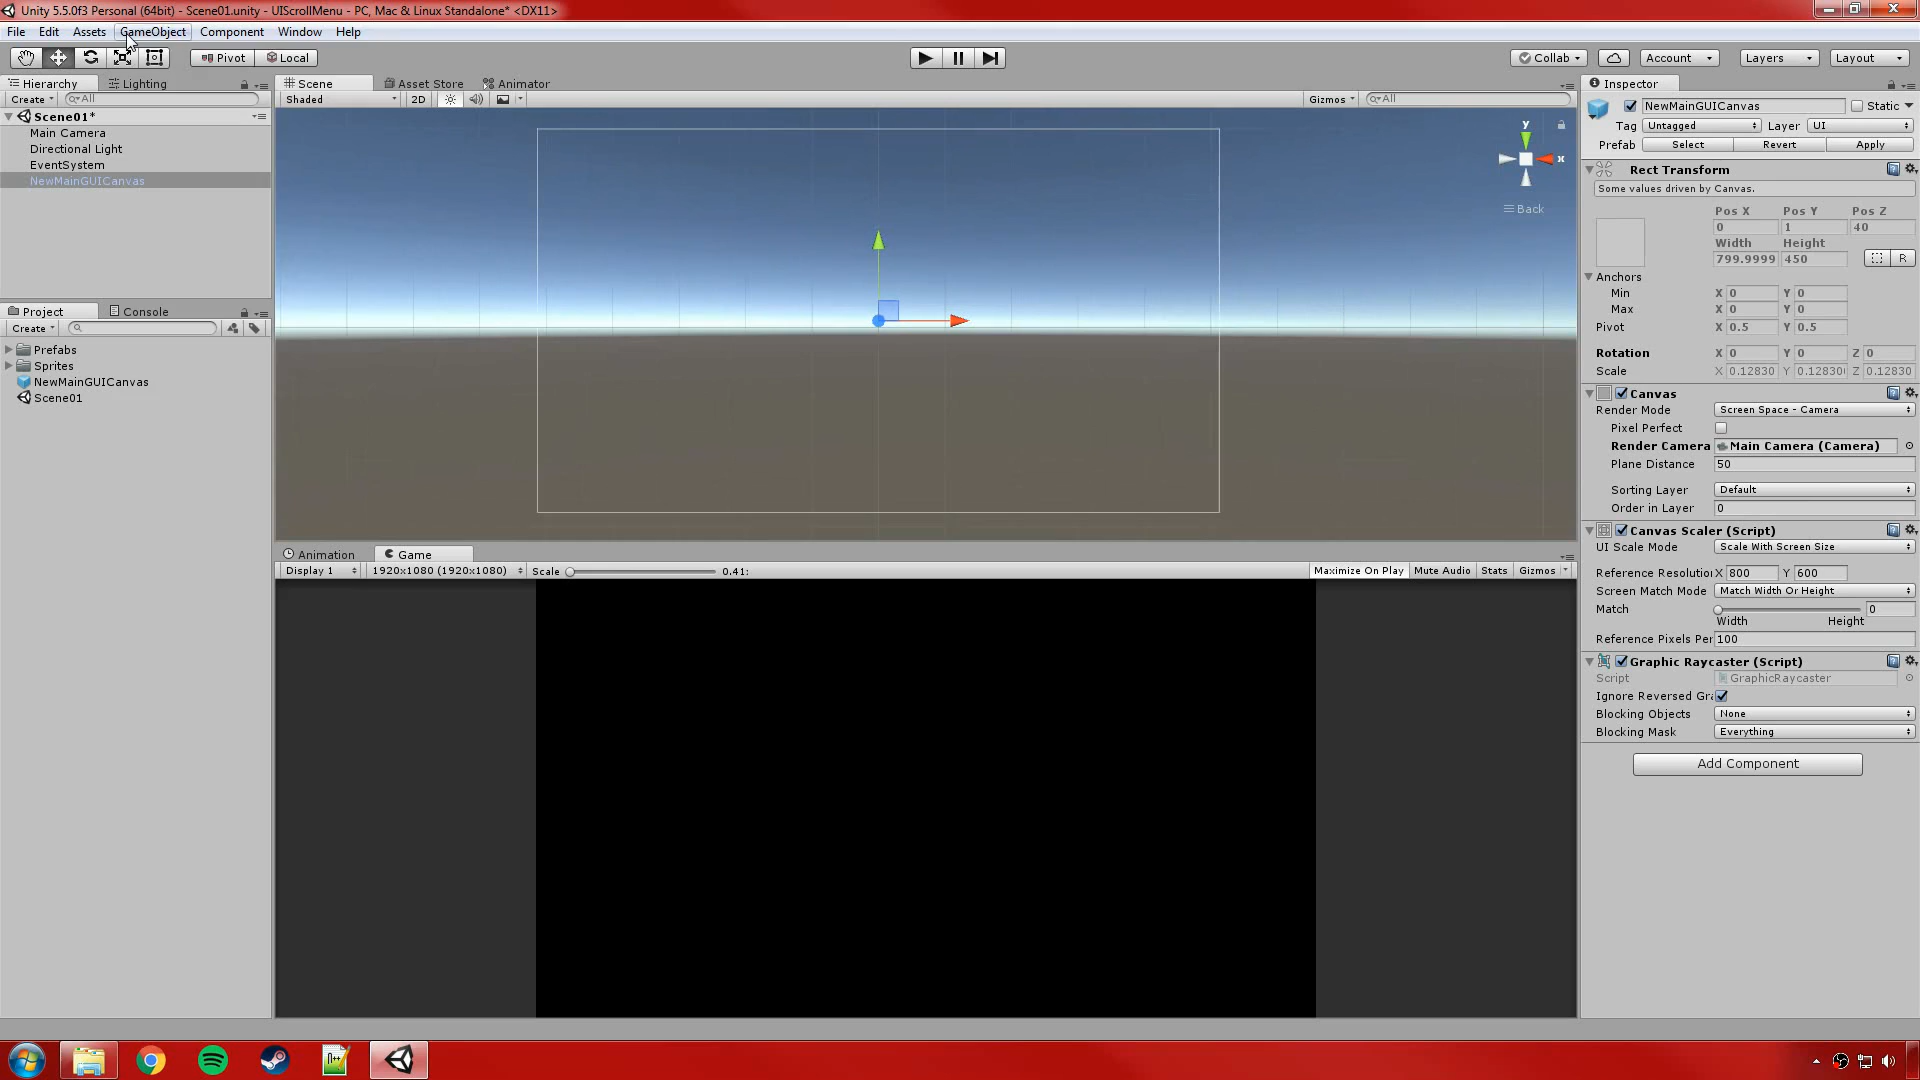 Unity 5.5.0f3 Personal (64bit) - Scene01.unity - UIScrollMenu - PC, Mac & Linux Standalone* <DX11>
File Edit Assets GameObject Component Window Help
Pivot Local Collab Account Layers Layout
Hierarchy Lighting
Create All
Scene01*
Main Camera
Directional Light
EventSystem
NewMainGUICanvas
Project Console
Create
Prefabs
Sprites
NewMainGUICanvas
Scene01
Scene Asset Store Animator
Shaded 2D Gizmos All
y
x
Back
Animation Game
Display 1 1920x1080 (1920x1080) Scale 0.41: Maximize On Play Mute Audio Stats Gizmos
Inspector
NewMainGUICanvas Static
Tag Untagged Layer UI
Prefab Select Revert Apply
Rect Transform
Some values driven by Canvas.
Pos X Pos Y Pos Z
0 1 40
Width Height
799.9999 450 R
Anchors
Min X 0 Y 0
Max X 0 Y 0
Pivot X 0.5 Y 0.5
Rotation X 0 Y 0 Z 0
Scale X 0.12830 Y 0.12830 Z 0.12830
Canvas
Render Mode Screen Space - Camera
Pixel Perfect
Render Camera Main Camera (Camera)
Plane Distance 50
Sorting Layer Default
Order in Layer 0
Canvas Scaler (Script)
UI Scale Mode Scale With Screen Size
Reference Resolutio X 800 Y 600
Screen Match Mode Match Width Or Height
Match 0
Width Height
Reference Pixels Per 100
Graphic Raycaster (Script)
Script GraphicRaycaster
Ignore Reversed Gra
Blocking Objects None
Blocking Mask Everything
Add Component